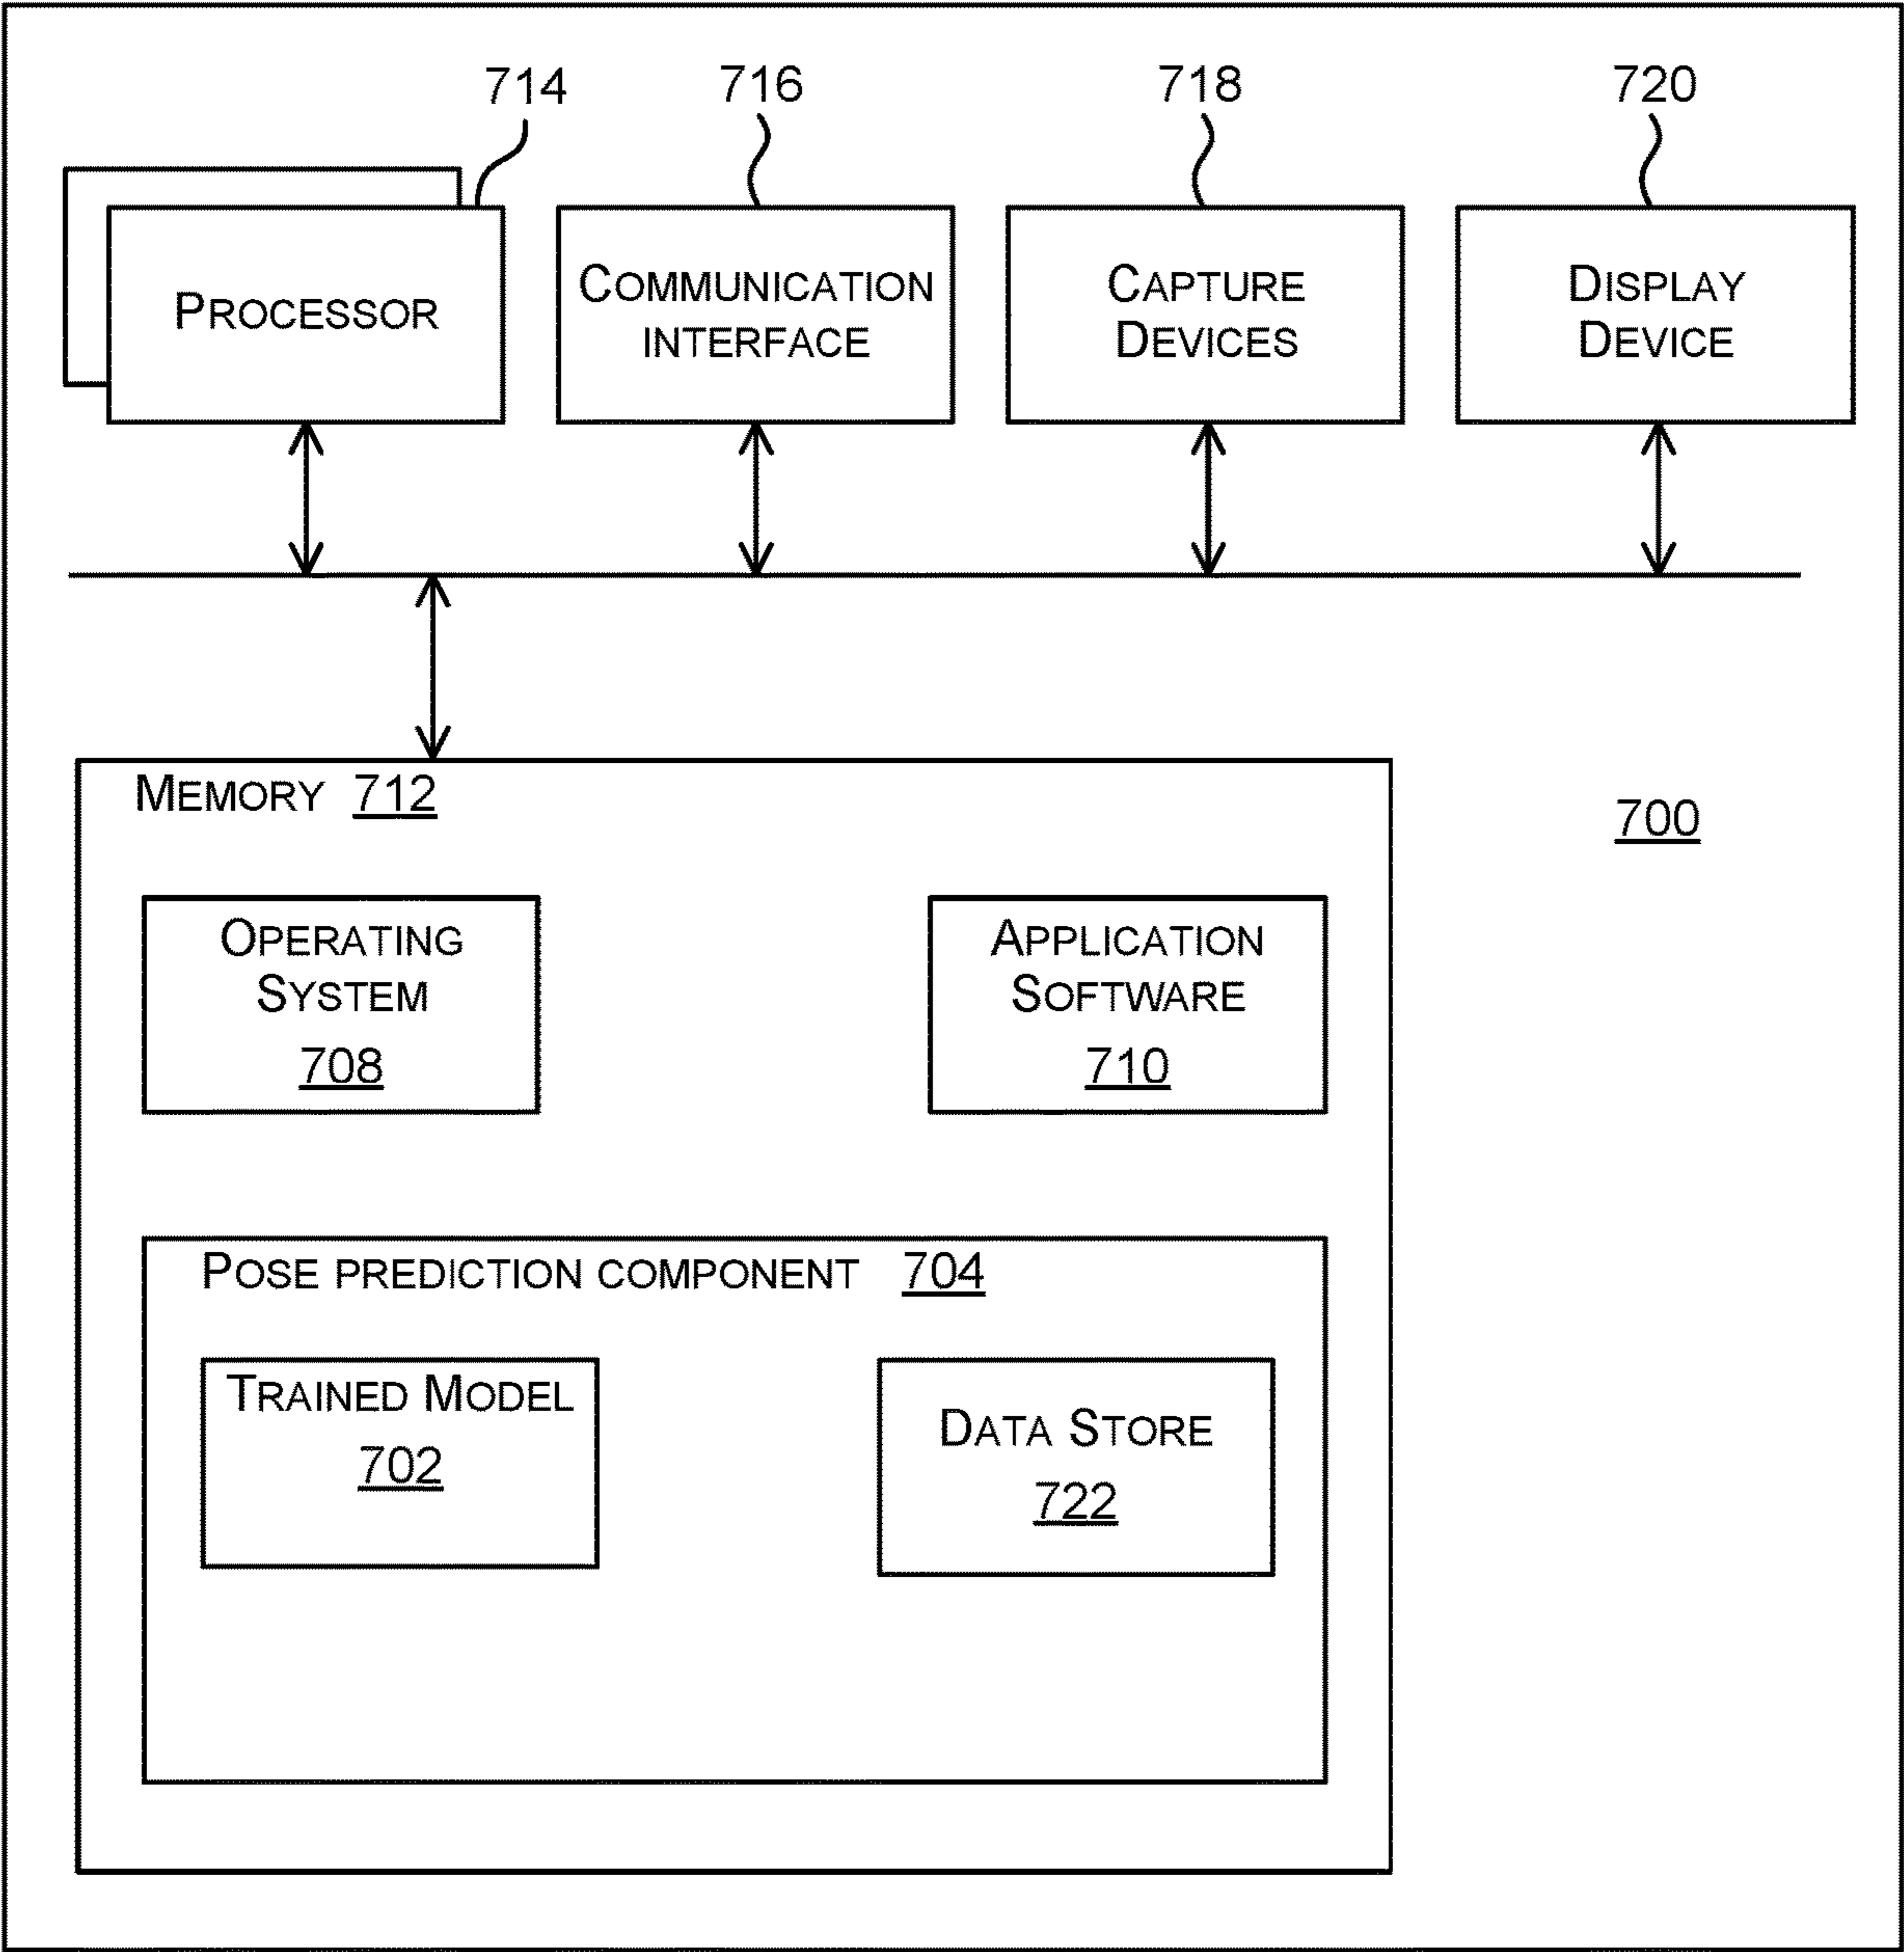 714
716
718
720
PROCESSOR
COMMUNICATION
INTERFACE
CAPTURE
DEVICES
DISPLAY
DEVICE
MEMORY 712
700
OPERATING
SYSTEM
708
APPLICATION
SOFTWARE
710
POSE PREDICTION COMPONENT 704
TRAINED MODEL
702
DATA STORE
722